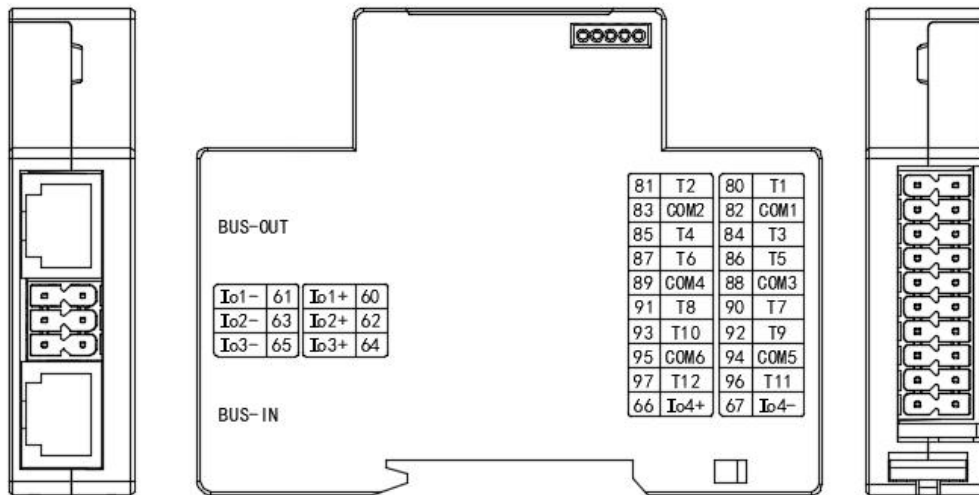 81 T2 80 T1
83 COM2 82 COM1
BUS-OUT
85 T4 84 T3
87 T6 86 T5
89 COM4 88 COM3
Io1- 61 Io1+ 60
91 T8 90 T7
Io2- 63 Io2+ 62
93 T10 92 T9
Io3- 65 Io3+ 64
95 COM6 94 COM5
97 T12 96 T11
66 Io4+ 67 Io4-
BUS-IN